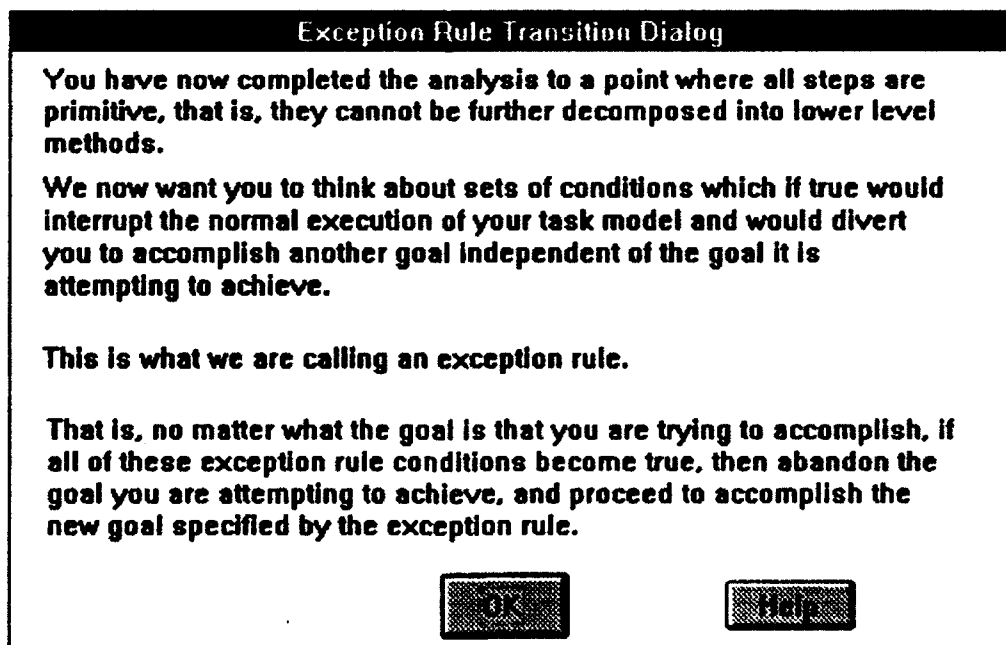 Exception Rule Transition Dialog
You have now completed the analysis to a point where all steps are
primitive, that is, they cannot be further decomposed into lower level
methods.
We now want you to think about sets of conditions which if true would
interrupt the normal execution of your task model and would divert
you to accomplish another goal independent of the goal it is
attempting to achieve.
This is what we are calling an exception rule.
That is, no matter what the goal is that you are trying to accomplish, if
all of these exception rule conditions become true, then abandon the
goal you are attempting to achieve, and proceed to accomplish the
new goal specified by the exception rule.
OK Help